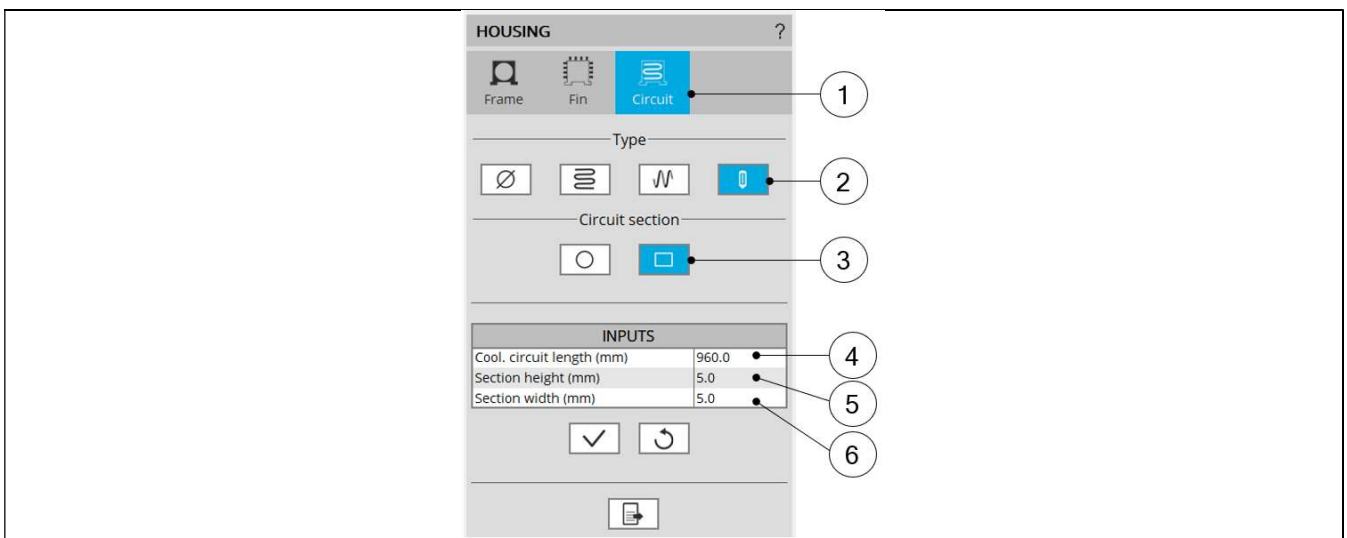 HOUSING ?
Frame Fin Circuit
1
Type
2
Circuit section
3
INPUTS
Cool. circuit length (mm) 960.0
4
Section height (mm) 5.0
5
Section width (mm) 5.0
6